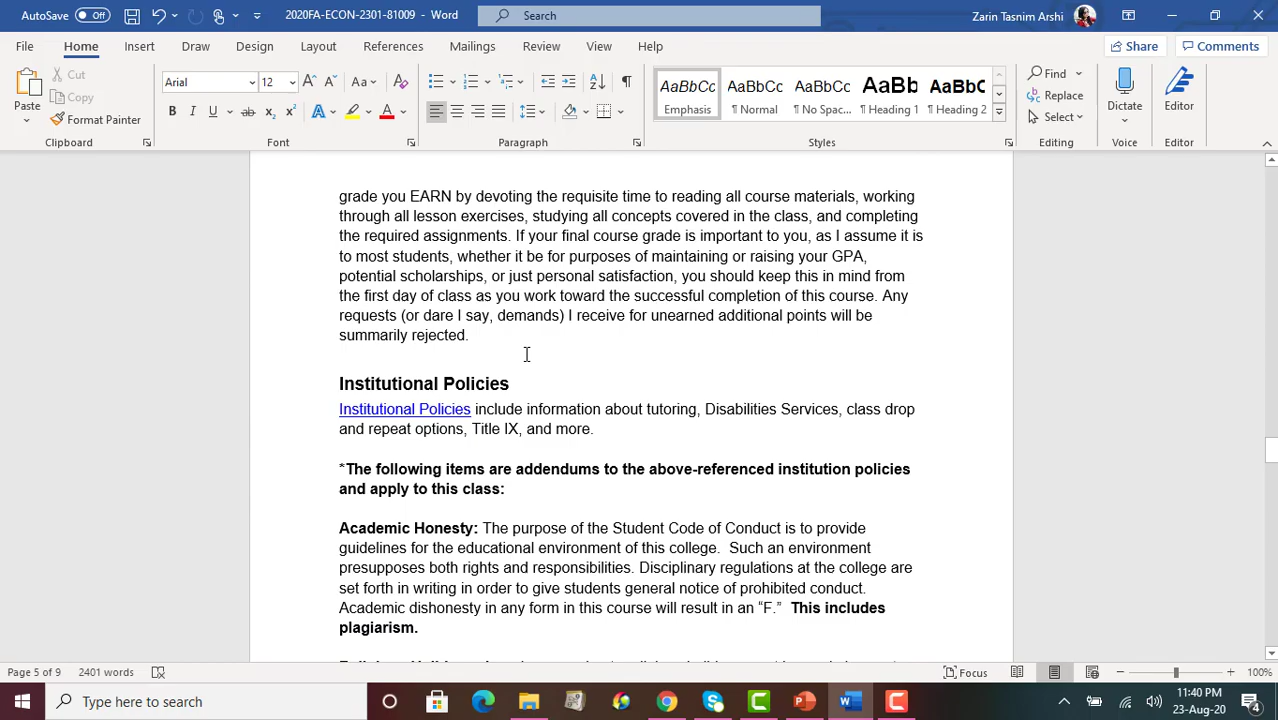 AutoSave Off 2020FA-ECON-2301-81009 - Word Search Zarin Tasnim Arshi
File Home Insert Draw Design Layout References Mailings Review View Help Share Comments
Paste Cut Copy Format Painter
Arial 12 Aa
B I U ab x₂ x² A A
AaBbCc AaBbCc AaBbCc AaBb AaBbCc
Emphasis ¶ Normal ¶ No Spac... ¶ Heading 1 ¶ Heading 2
Find Replace Select Dictate Editor
Clipboard Font Paragraph Styles Editing Voice Editor
grade you EARN by devoting the requisite time to reading all course materials, working
through all lesson exercises, studying all concepts covered in the class, and completing
the required assignments. If your final course grade is important to you, as I assume it is
to most students, whether it be for purposes of maintaining or raising your GPA,
potential scholarships, or just personal satisfaction, you should keep this in mind from
the first day of class as you work toward the successful completion of this course. Any
requests (or dare I say, demands) I receive for unearned additional points will be
summarily rejected.
Institutional Policies
Institutional Policies include information about tutoring, Disabilities Services, class drop
and repeat options, Title IX, and more.
*The following items are addendums to the above-referenced institution policies
and apply to this class:
Academic Honesty: The purpose of the Student Code of Conduct is to provide
guidelines for the educational environment of this college. Such an environment
presupposes both rights and responsibilities. Disciplinary regulations at the college are
set forth in writing in order to give students general notice of prohibited conduct.
Academic dishonesty in any form in this course will result in an “F.” This includes
plagiarism.
Page 5 of 9 2401 words Focus 100%
Type here to search
11:40 PM
23-Aug-20